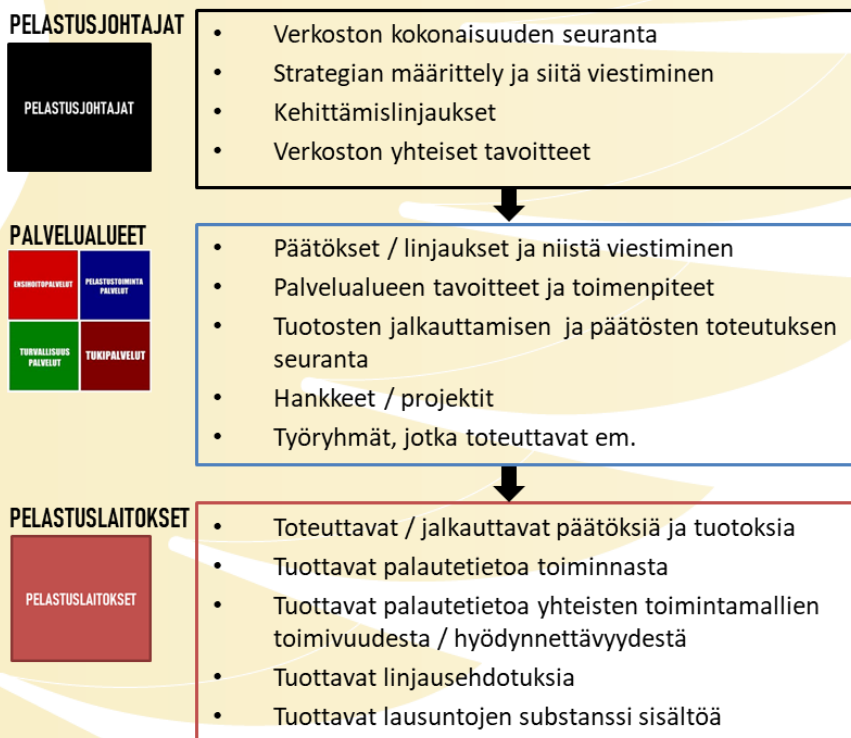 PELASTUSJOHTAJAT
PELASTUSJOHTAJAT
• Verkoston kokonaisuuden seuranta
• Strategian määrittely ja siitä viestiminen
• Kehittämislinjaukset
• Verkoston yhteiset tavoitteet
PALVELUALUEET
ENSIHOITOPALVELUT
PELASTUSTOIMINTA
PALVELUT
TURVALLISUUS
PALVELUT
TUKIPALVELUT
• Päätökset / linjaukset ja niistä viestiminen
• Palvelualueen tavoitteet ja toimenpiteet
• Tuotosten jalkauttamisen ja päätösten toteutuksen
seuranta
• Hankkeet / projektit
• Työryhmät, jotka toteuttavat em.
PELASTUSLAITOKSET
PELASTUSLAITOKSET
• Toteuttavat / jalkauttavat päätöksiä ja tuotoksia
• Tuottavat palautetietoa toiminnasta
• Tuottavat palautetietoa yhteisten toimintamallien
toimivuudesta / hyödynnettävyydestä
• Tuottavat linjausehdotuksia
• Tuottavat lausuntojen substanssi sisältöä